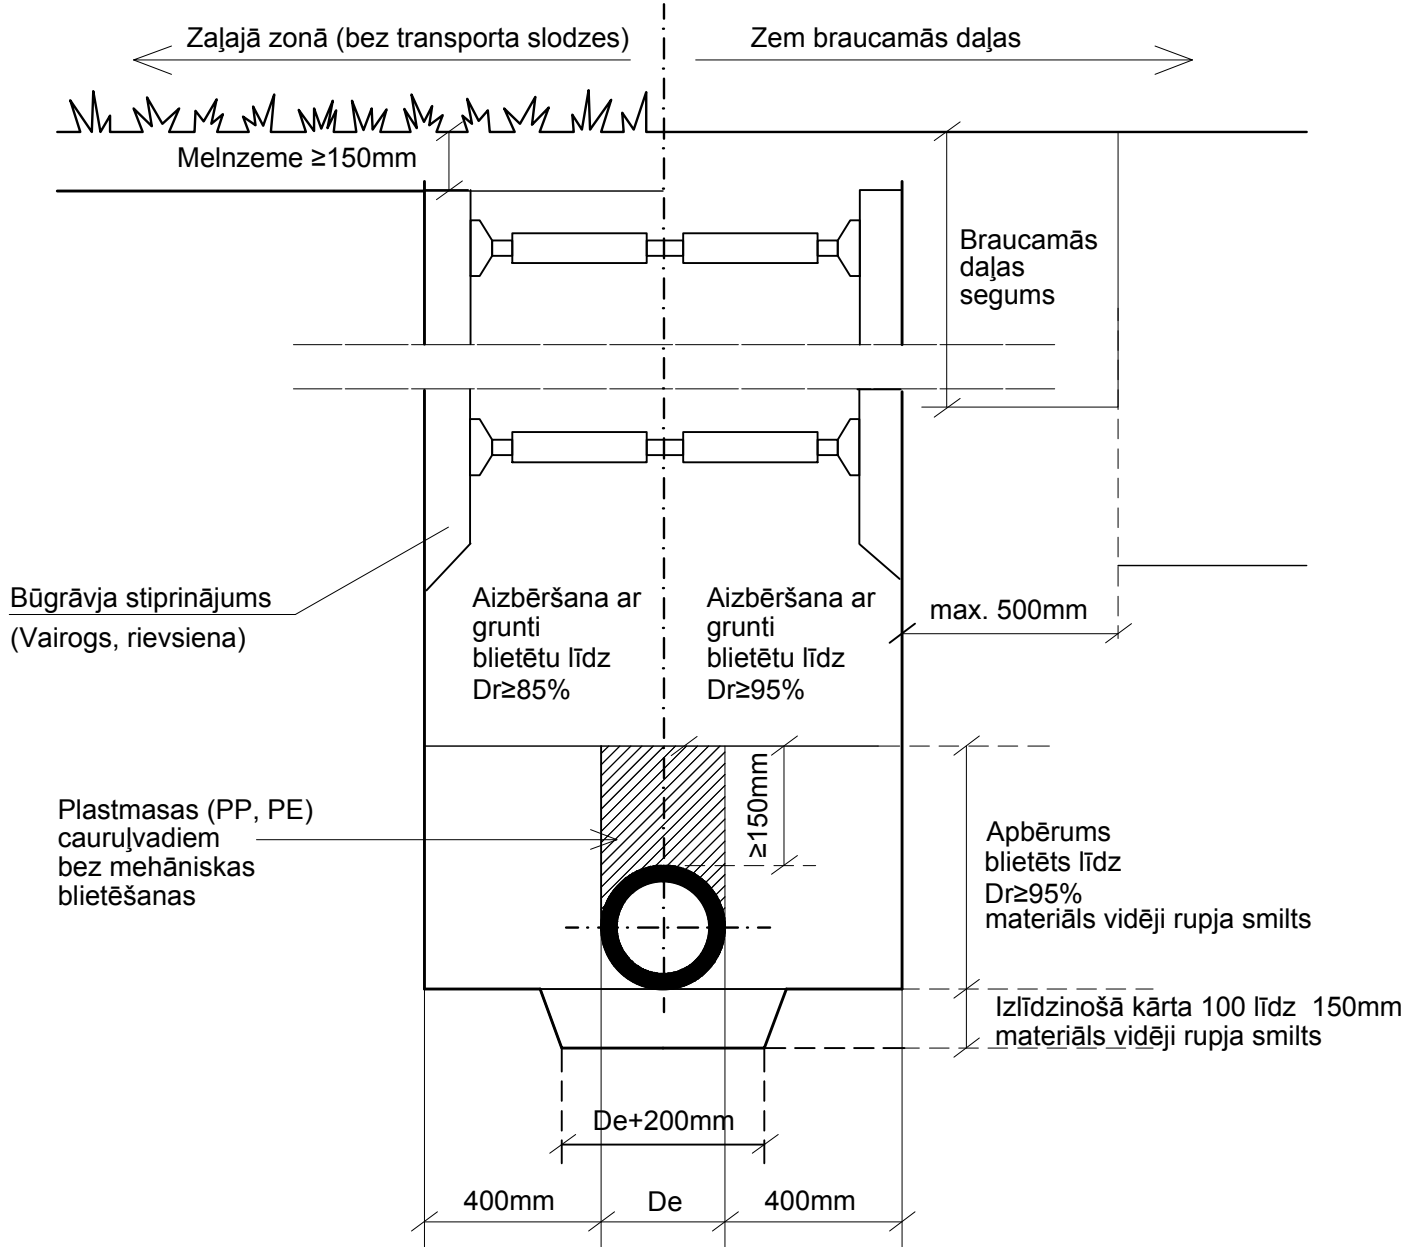 Zaļajā zonā (bez transporta slodzes)
Zem braucamās daļas
Melnzeme ≥150mm
Braucamās
daļas
segums
Būgrāvja stiprinājums
(Vairogs, rievsiena)
Aizbēršana ar
grunti
blietētu līdz
Dr≥85%
Aizbēršana ar
grunti
blietētu līdz
Dr≥95%
max. 500mm
≥150mm
Plastmasas (PP, PE)
cauruļvadiem
bez mehāniskas
blietēšanas
Apbērums
blietēts līdz
Dr≥95%
materiāls vidēji rupja smilts
Izlīdzinošā kārta 100 līdz 150mm
materiāls vidēji rupja smilts
De+200mm
400mm
De
400mm